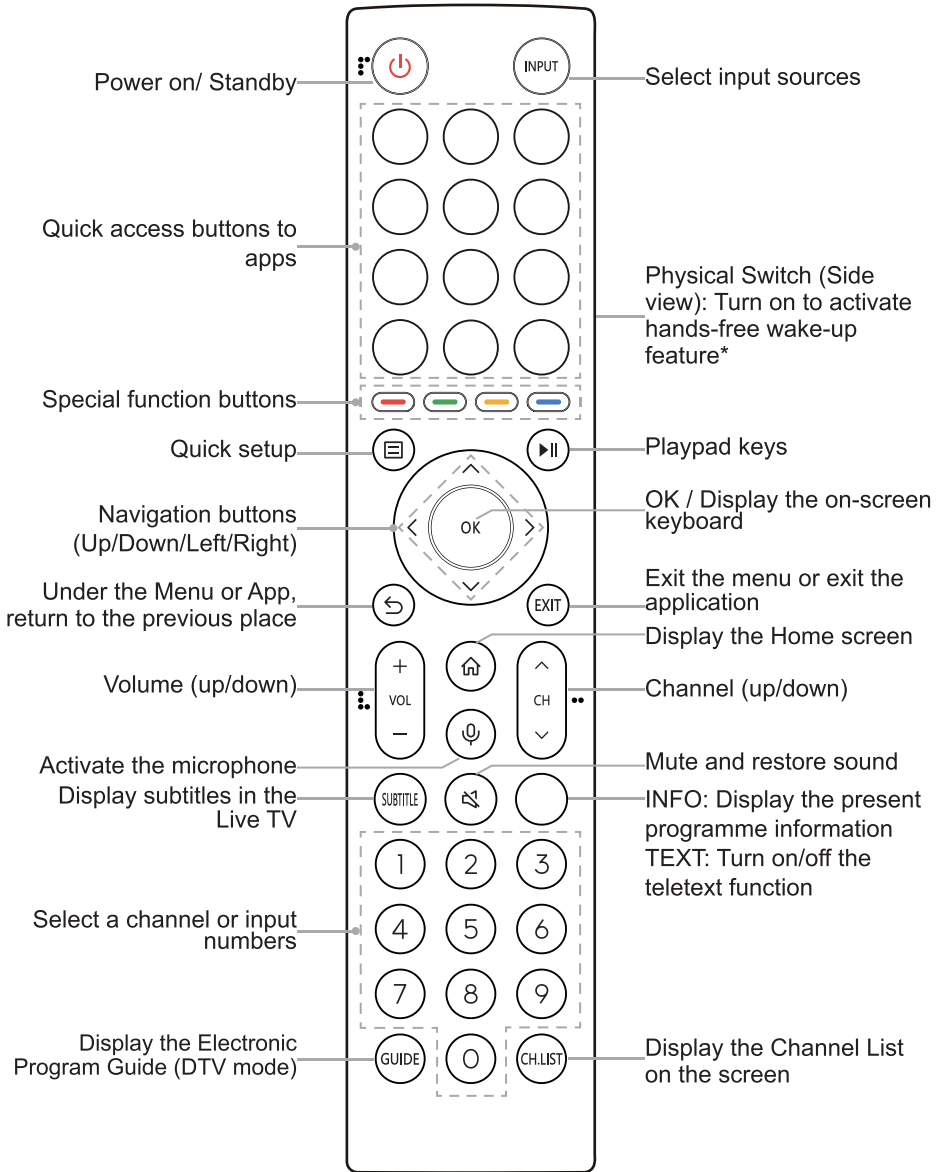 INPUT
Power on/ Standby
Select input sources
Quick access buttons to
apps
Physical Switch (Side
view): Turn on to activate
hands-free wake-up
feature*
Special function buttons
Quick setup
Playpad keys
OK / Display the on-screen
keyboard
Navigation buttons
(Up/Down/Left/Right)
OK
Under the Menu or App,
return to the previous place
EXIT
Exit the menu or exit the
application
Display the Home screen
Volume (up/down)
+
VOL
−
CH
Channel (up/down)
Activate the microphone
Mute and restore sound
Display subtitles in the
Live TV
SUBTITLE
INFO: Display the present
programme information
TEXT: Turn on/off the
teletext function
1 2 3
Select a channel or input
numbers
4 5 6
7 8 9
Display the Electronic
Program Guide (DTV mode)
GUIDE 0 CH.LIST
Display the Channel List
on the screen